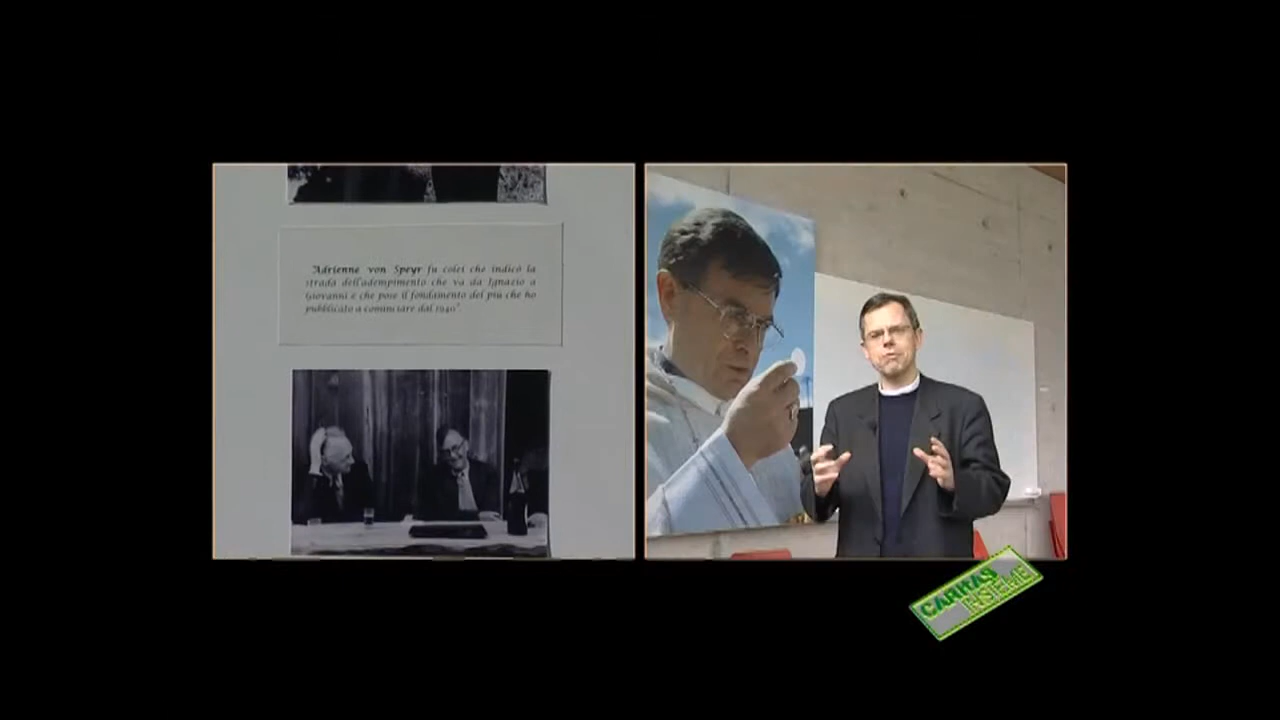 "Adrienne von Speyr fu colei che indicò la
strada dell'adempimento che va da Ignazio a
Giovanni e che pose il fondamento del più che ho
pubblicato a cominciare dal 1940".
CARITAS
INSIEME